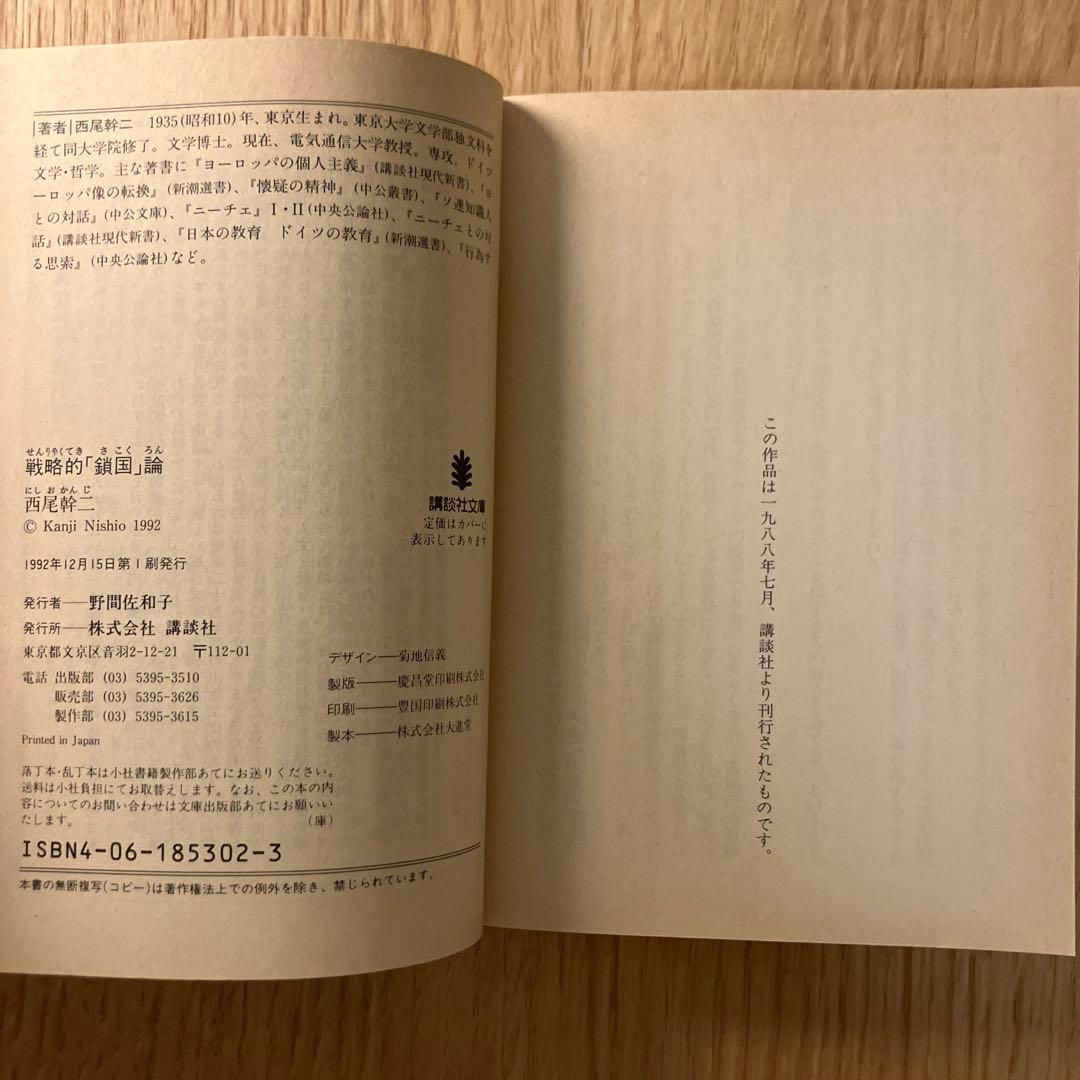 |著者|西尾幹二　1935(昭和10)年、東京生まれ。東京大学文学部独文科を
経て同大学院修了。文学博士。現在、電気通信大学教授。専攻、ドイツ
文学・哲学。主な著書に『ヨーロッパの個人主義』(講談社現代新書)、『ヨ
ーロッパ像の転換』(新潮選書)、『懐疑の精神』(中公叢書)、『ソ連知識人
との対話』(中公文庫)、『ニーチェ』I・II(中央公論社)、『ニーチェとの対
話』(講談社現代新書)、『日本の教育　ドイツの教育』(新潮選書)、『行為す
る思索』(中央公論社)など。
せんりゃくてき　さこく　ろん
戦略的「鎖国」論
にしおかんじ
西尾幹二
© Kanji Nishio 1992
講談社文庫
定価はカバーに
表示してあります
1992年12月15日第1刷発行
発行者――野間佐和子
発行所――株式会社 講談社
東京都文京区音羽2-12-21　〒112-01
電話 出版部 (03) 5395-3510
販売部 (03) 5395-3626
製作部 (03) 5395-3615
Printed in Japan
デザイン――菊地信義
製版――慶昌堂印刷株式会社
印刷――豊国印刷株式会社
製本――株式会社大進堂
落丁本・乱丁本は小社書籍製作部あてにお送りください。
送料は小社負担にてお取替えします。なお、この本の内
容についてのお問い合わせは文庫出版部あてにお願いい
たします。　(庫)
ISBN4-06-185302-3
本書の無断複写(コピー)は著作権法上での例外を除き、禁じられています。
この作品は一九八八年七月、講談社より刊行されたものです。